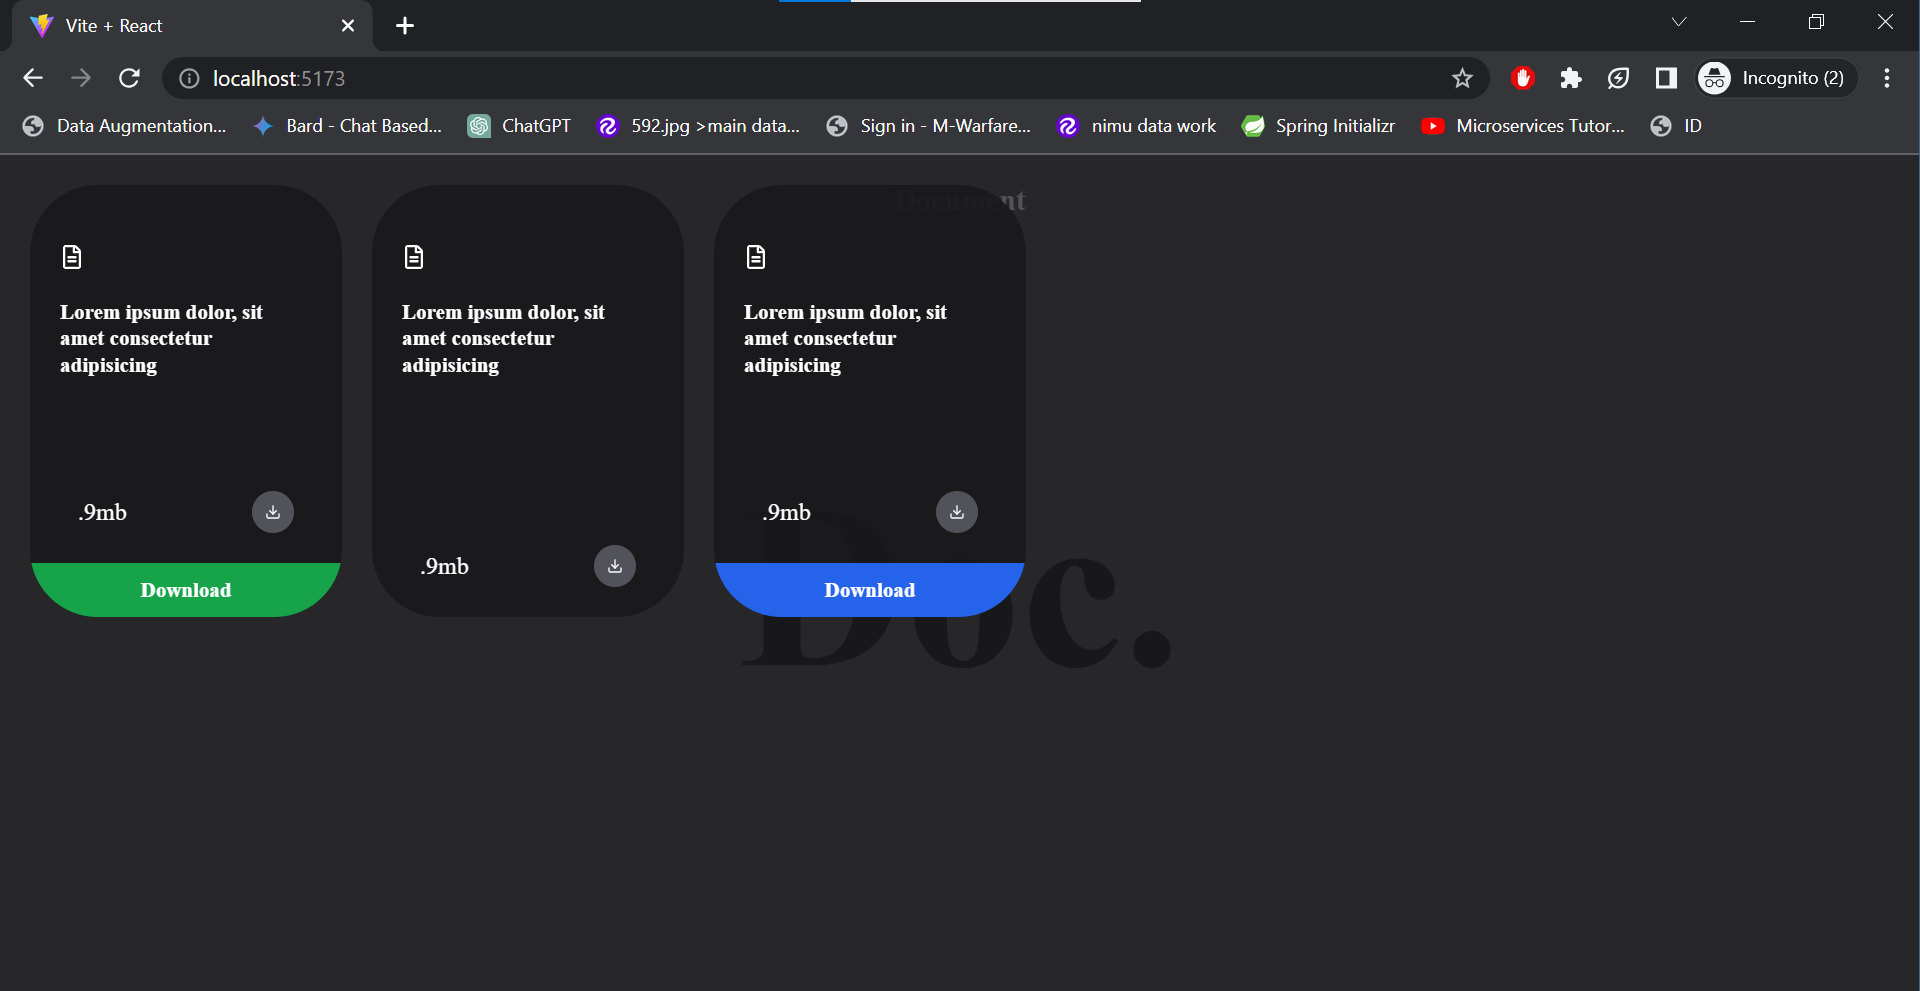 Vite + React
localhost:5173
Incognito (2)
Data Augmentation...
Bard - Chat Based...
ChatGPT
592.jpg >main data...
Sign in - M-Warfare...
nimu data work
Spring Initializr
Microservices Tutor...
ID
Document
Lorem ipsum dolor, sit
amet consectetur
adipisicing
.9mb
Download
Lorem ipsum dolor, sit
amet consectetur
adipisicing
.9mb
Lorem ipsum dolor, sit
amet consectetur
adipisicing
.9mb
Download
Doc.